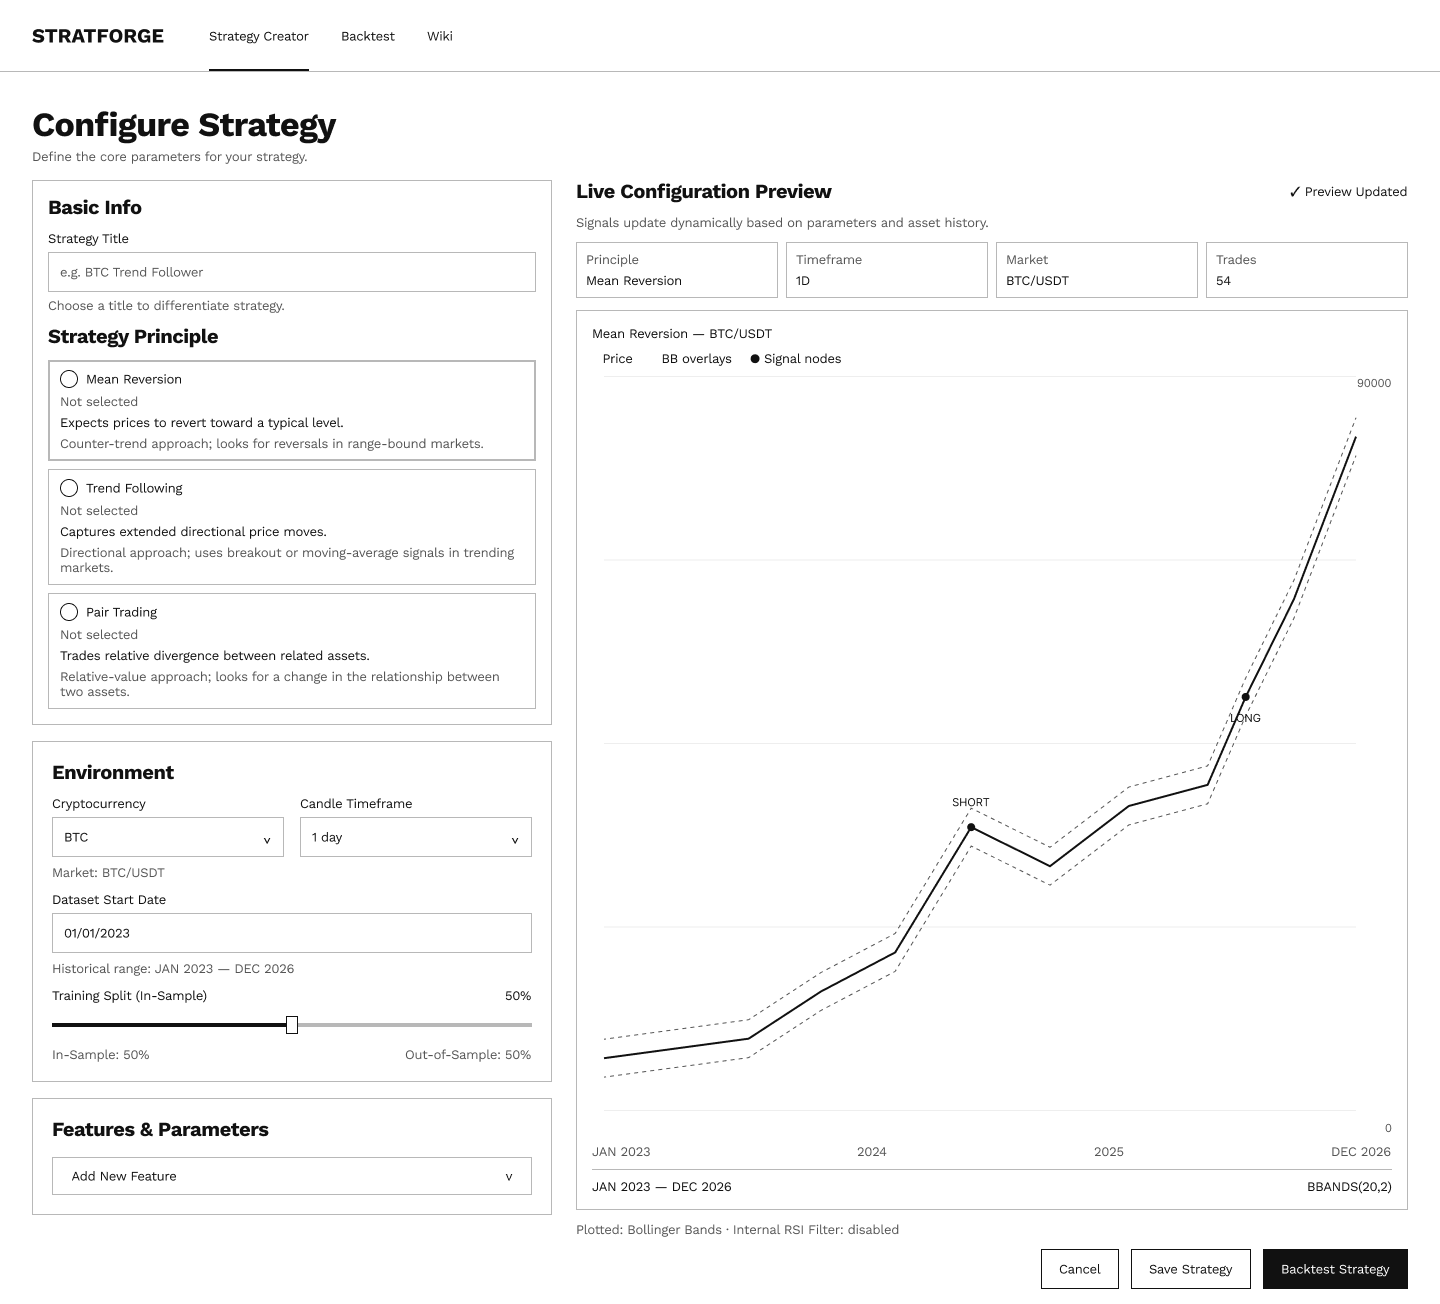 STRATFORGE
Strategy Creator
Backtest
Wiki
Configure Strategy
Define the core parameters for your strategy.
Basic Info
Strategy Title
e.g. BTC Trend Follower
Choose a title to differentiate strategy.
Strategy Principle
Mean Reversion
Not selected
Expects prices to revert toward a typical level.
Counter-trend approach; looks for reversals in range-bound markets.
Trend Following
Not selected
Captures extended directional price moves.
Directional approach; uses breakout or moving-average signals in trending
markets.
Pair Trading
Not selected
Trades relative divergence between related assets.
Relative-value approach; looks for a change in the relationship between
two assets.
Environment
Cryptocurrency
Candle Timeframe
BTC v
1 day v
Market: BTC/USDT
Dataset Start Date
01/01/2023
Historical range: JAN 2023 — DEC 2026
Training Split (In-Sample) 50%
In-Sample: 50% Out-of-Sample: 50%
Features & Parameters
Add New Feature v
Live Configuration Preview
✓ Preview Updated
Signals update dynamically based on parameters and asset history.
Principle
Mean Reversion
Timeframe
1D
Market
BTC/USDT
Trades
54
Mean Reversion — BTC/USDT
Price BB overlays ● Signal nodes
90000
LONG
SHORT
0
JAN 2023 2024 2025 DEC 2026
JAN 2023 — DEC 2026 BBANDS(20,2)
Plotted: Bollinger Bands · Internal RSI Filter: disabled
Cancel
Save Strategy
Backtest Strategy